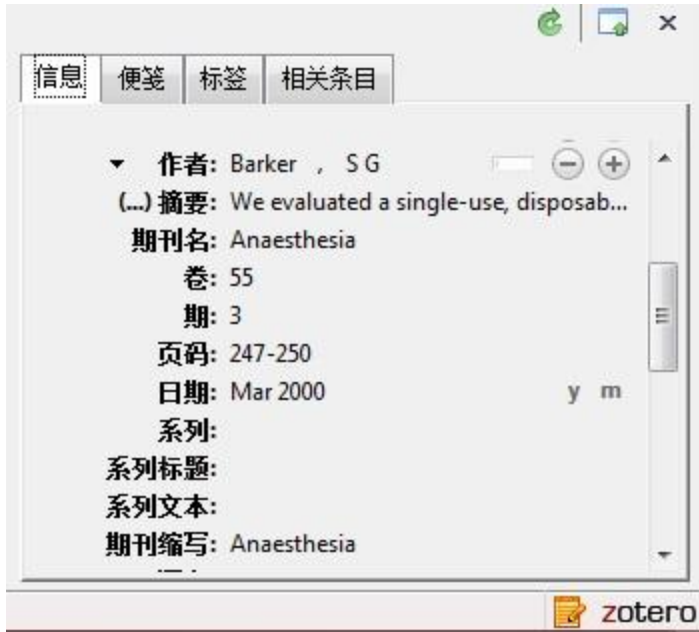 信息 便笺 标签 相关条目
作者: Barker , S G
(...) 摘要: We evaluated a single-use, disposab...
期刊名: Anaesthesia
卷: 55
期: 3
页码: 247-250
日期: Mar 2000 y m
系列:
系列标题:
系列文本:
期刊缩写: Anaesthesia
zotero